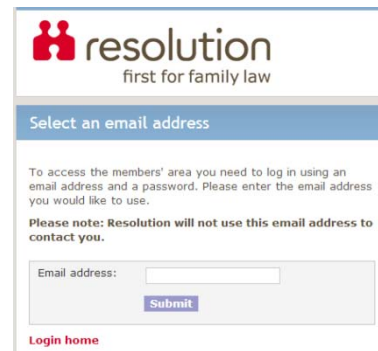 resolution
first for family law
Select an email address
To access the members' area you need to log in using an
email address and a password. Please enter the email address
you would like to use.
Please note: Resolution will not use this email address to
contact you.
Email address:
Submit
Login home